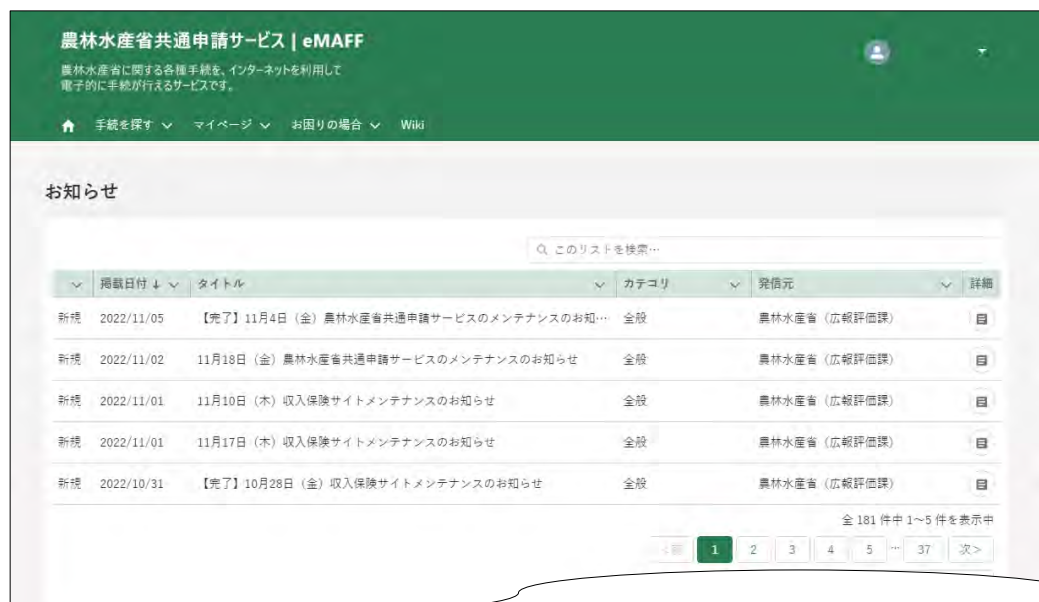 農林水産省共通申請サービス | eMAFF
農林水産省に関する各種手続を、インターネットを利用して
電子的に手続が行えるサービスです。
手続を探す マイページ お困りの場合 Wiki
お知らせ
このリストを検索…
掲載日付 ↓ タイトル カテゴリ 発信元 詳細
新規 2022/11/05 【完了】11月4日（金）農林水産省共通申請サービスのメンテナンスのお知… 全般 農林水産省（広報評価課）
新規 2022/11/02 11月18日（金）農林水産省共通申請サービスのメンテナンスのお知らせ 全般 農林水産省（広報評価課）
新規 2022/11/01 11月10日（木）収入保険サイトメンテナンスのお知らせ 全般 農林水産省（広報評価課）
新規 2022/11/01 11月17日（木）収入保険サイトメンテナンスのお知らせ 全般 農林水産省（広報評価課）
新規 2022/10/31 【完了】10月28日（金）収入保険サイトメンテナンスのお知らせ 全般 農林水産省（広報評価課）
全 181 件中 1～5 件を表示中
<前 1 2 3 4 5 … 37 次>